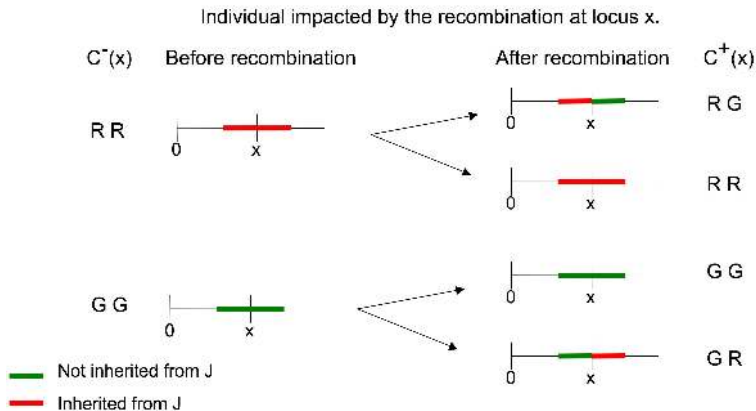 Individual impacted by the recombination at locus x.
C⁻(x) Before recombination After recombination C⁺(x)
R G
0 x
R R
0 x
R R
0 x
G G
0 x
G G
0 x
G R
0 x
Not inherited from J
Inherited from J